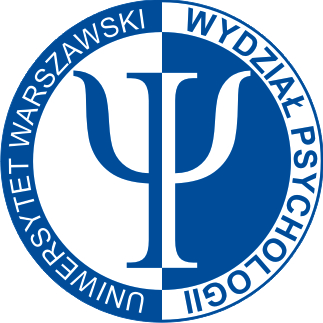 UNIWERSYTET WARSZAWSKI
WYDZIAŁ PSYCHOLOGII
Ψ